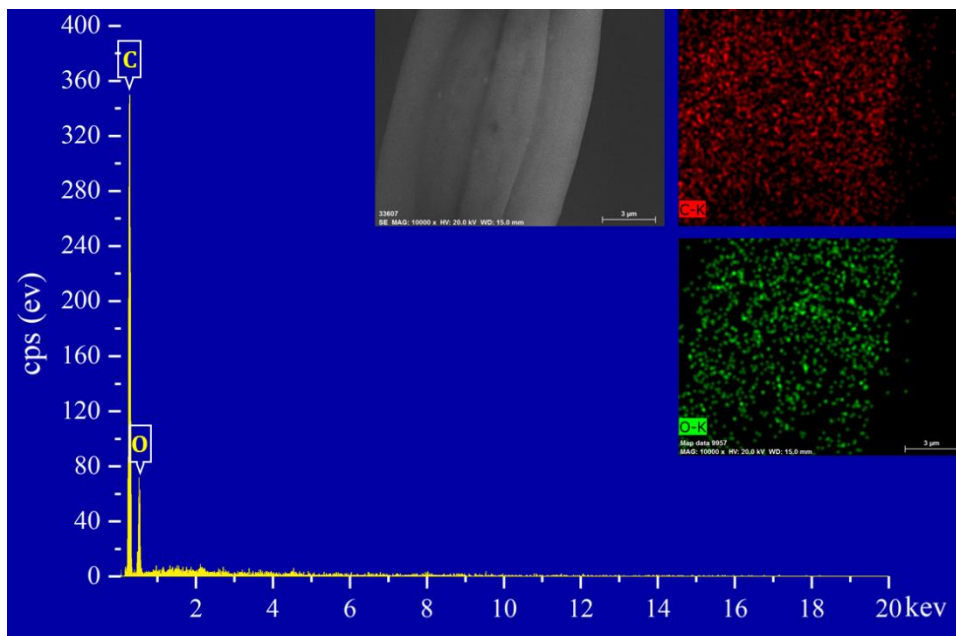 400
C
360
320
280
240
200
160
120
80
40
0
O
cps (ev)
2
4
6
8
10
12
14
16
18
20 kev
33607
SE MAG: 10000 x HV: 20.0 kV WD: 15.0 mm
3 µm
C-K
O-K
Map data 9957
MAG: 10000 x HV: 20,0 kV WD: 15,0 mm
3 µm